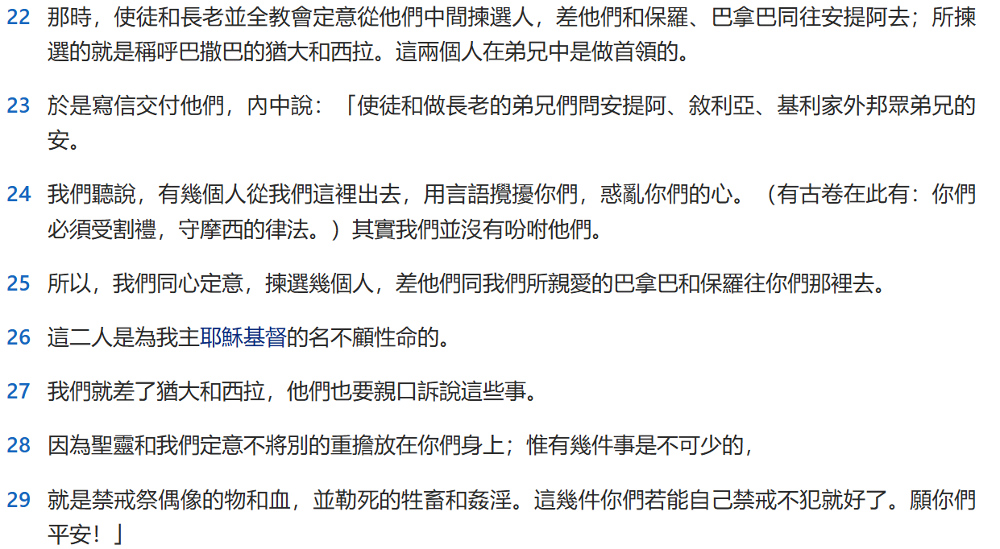 22 那時，使徒和長老並全教會定意從他們中間揀選人，差他們和保羅、巴拿巴同往安提阿去；所揀
選的就是稱呼巴撒巴的猶大和西拉。這兩個人在弟兄中是做首領的。
23 於是寫信交付他們，內中說：「使徒和做長老的弟兄們問安提阿、敘利亞、基利家外邦眾弟兄的
安。
24 我們聽說，有幾個人從我們這裡出去，用言語攪擾你們，惑亂你們的心。（有古卷在此有：你們
必須受割禮，守摩西的律法。）其實我們並沒有吩咐他們。
25 所以，我們同心定意，揀選幾個人，差他們同我們所親愛的巴拿巴和保羅往你們那裡去。
26 這二人是為我主耶穌基督的名不顧性命的。
27 我們就差了猶大和西拉，他們也要親口訴說這些事。
28 因為聖靈和我們定意不將別的重擔放在你們身上；惟有幾件事是不可少的，
29 就是禁戒祭偶像的物和血，並勒死的牲畜和姦淫。這幾件你們若能自己禁戒不犯就好了。願你們
平安！」